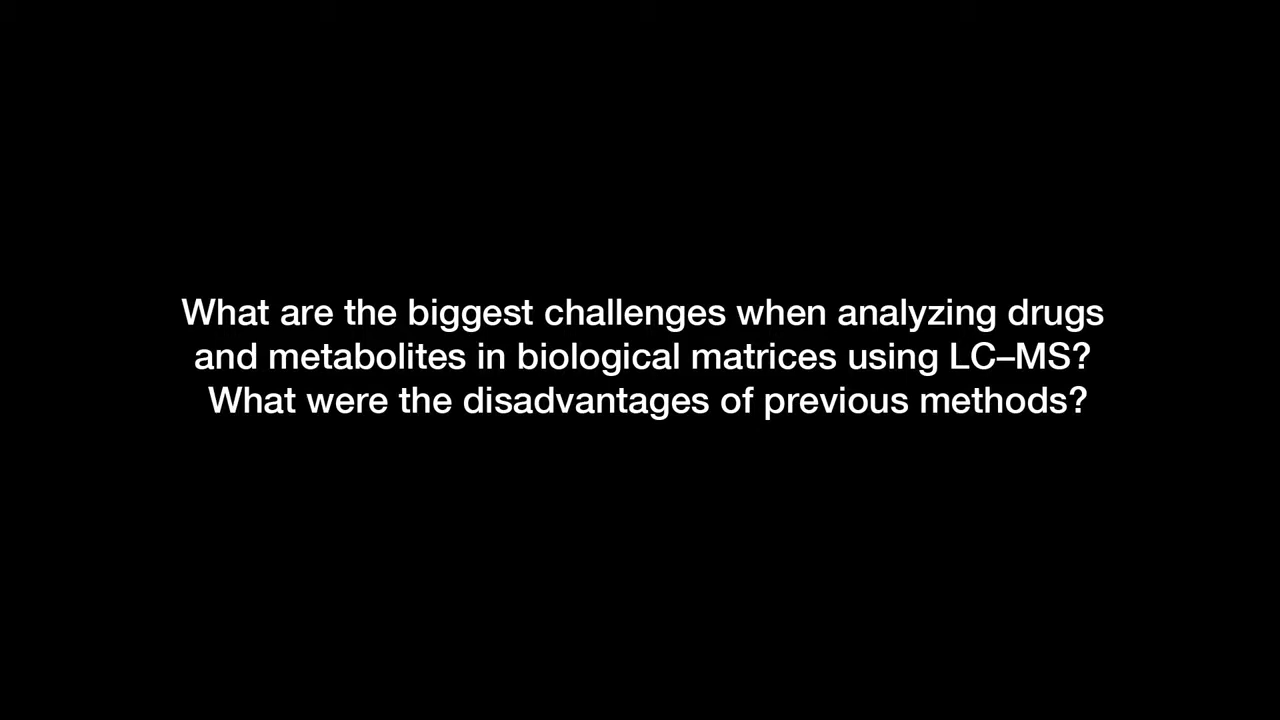 What are the biggest challenges when analyzing drugs
and metabolites in biological matrices using LC–MS?
What were the disadvantages of previous methods?